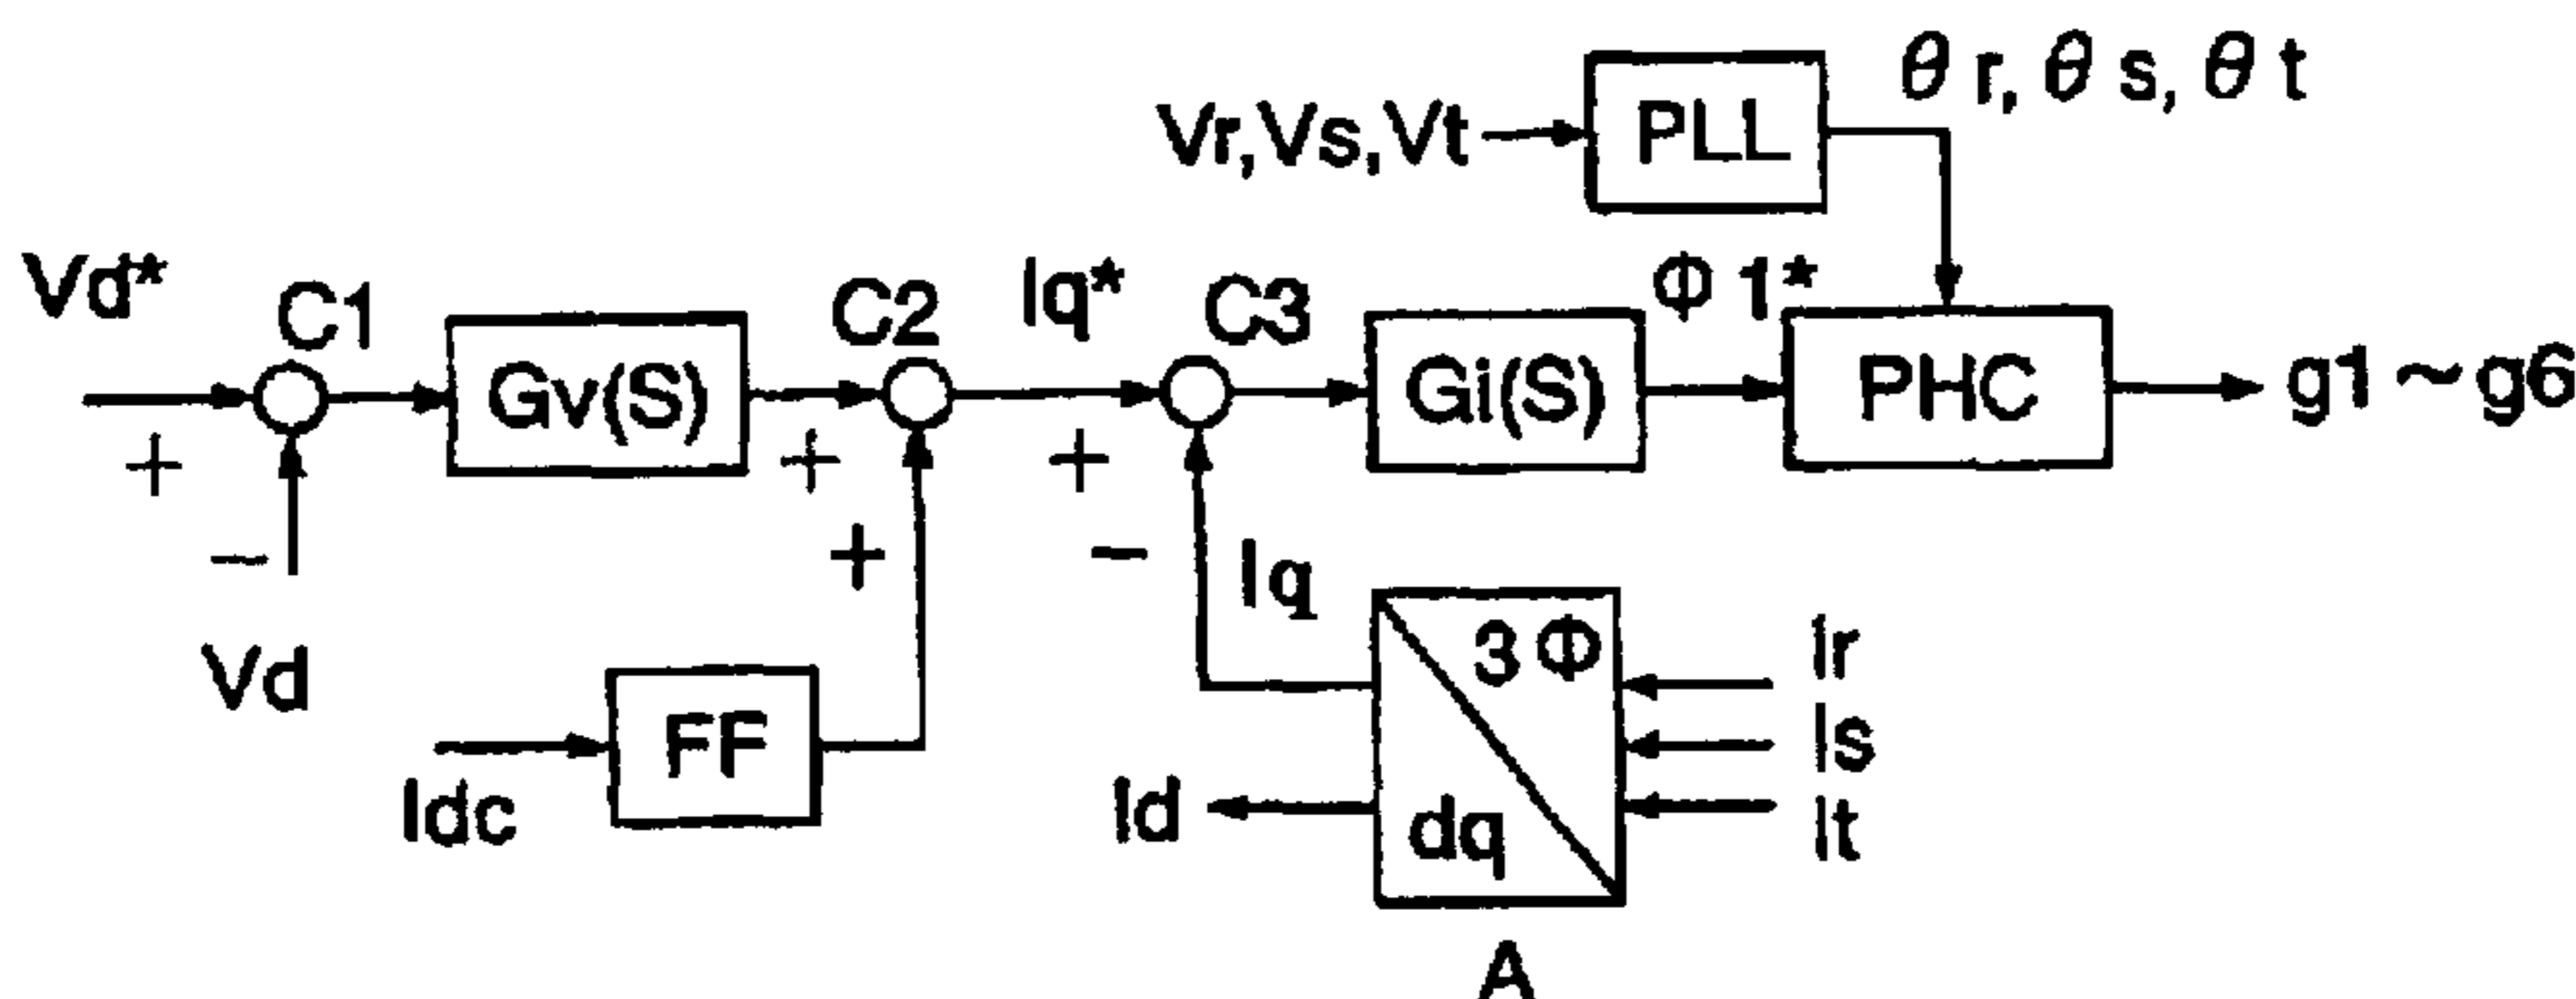 θr, θs, θt
Vr,Vs,Vt
PLL
Vd*
C1
Gv(S)
C2
Iq*
C3
Gi(S)
Φ1*
PHC
g1~g6
+
−
+
+
+
−
Vd
Idc
FF
Iq
Id
3Φ
dq
Ir
Is
It
A